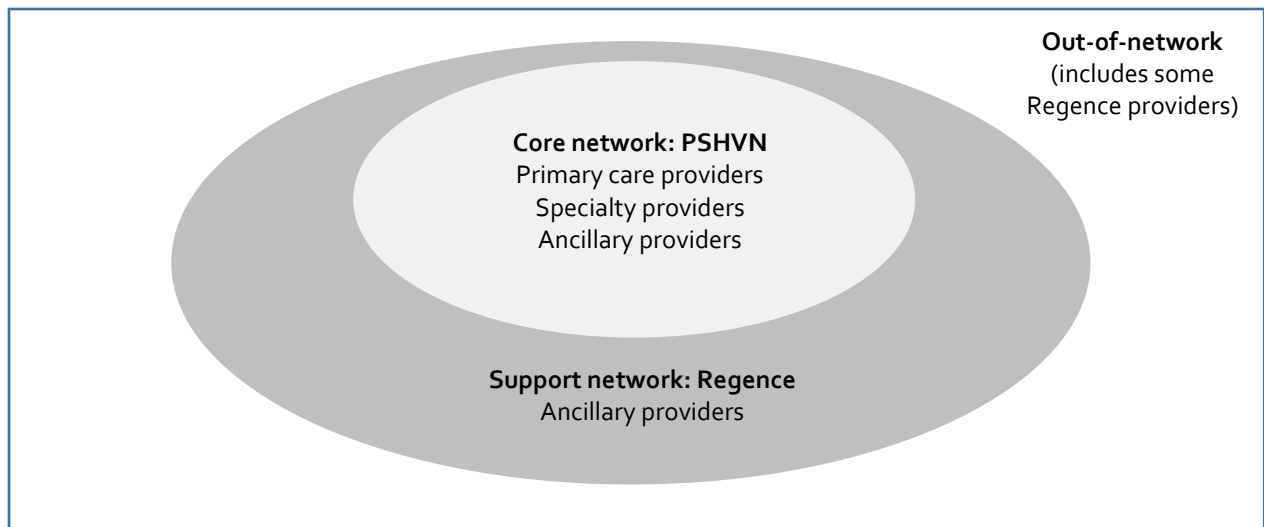 Out-of-network
(includes some
Regence providers)
Core network: PSHVN
Primary care providers
Specialty providers
Ancillary providers
Support network: Regence
Ancillary providers